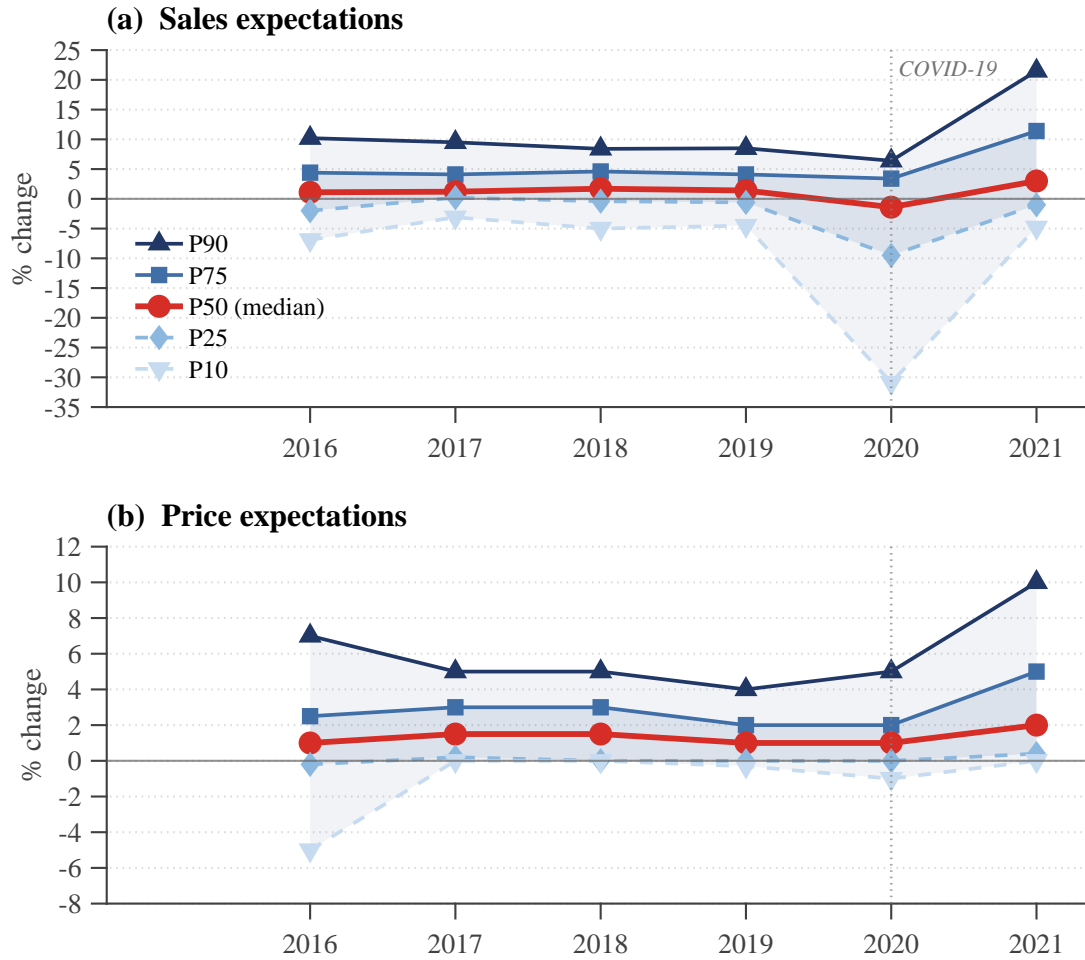 (a) Sales expectations
25
20
15
10
5
0
-5
-10
-15
-20
-25
-30
-35
% change
COVID-19
P90
P75
P50 (median)
P25
P10
2016 2017 2018 2019 2020 2021
(b) Price expectations
12
10
8
6
4
2
0
-2
-4
-6
-8
% change
2016 2017 2018 2019 2020 2021